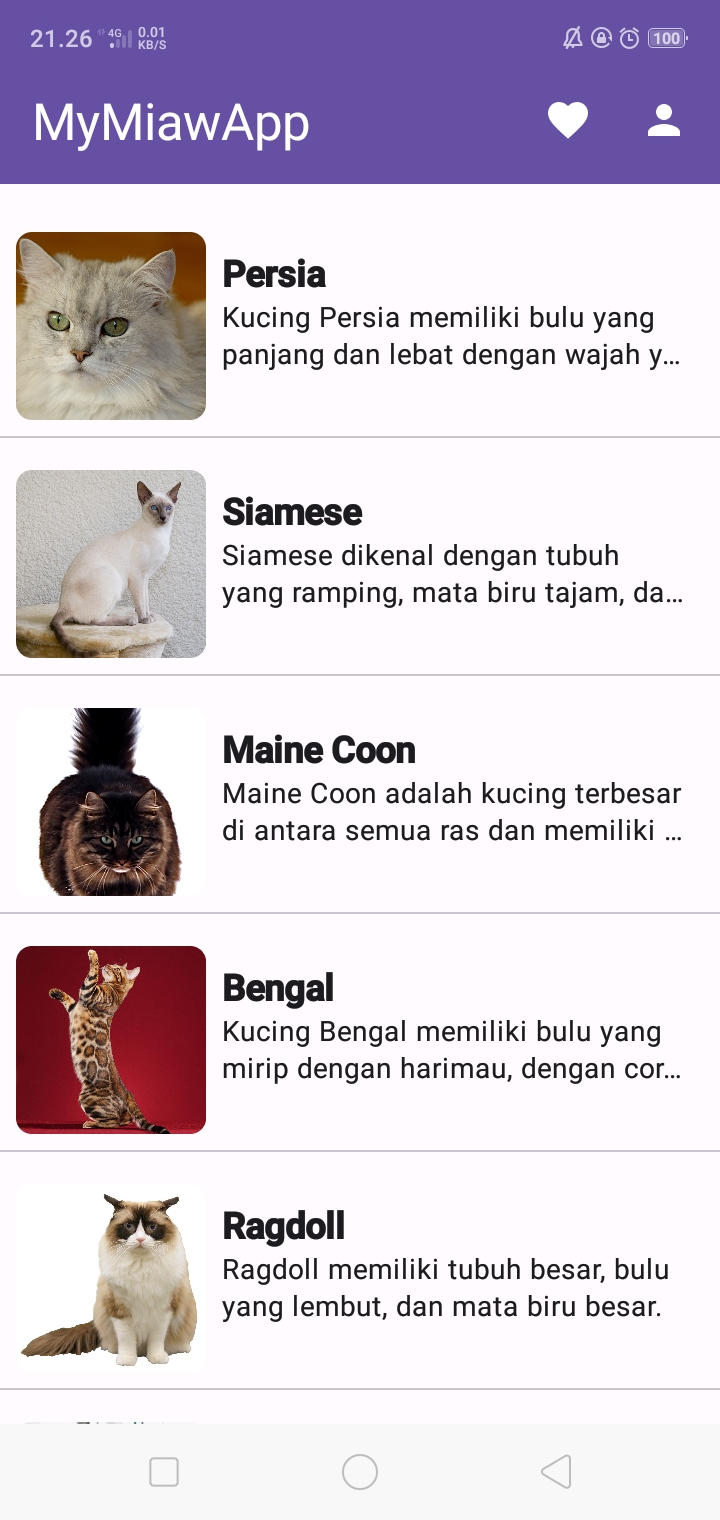 21.26 4G 0.01 KB/S 100
MyMiawApp
Persia
Kucing Persia memiliki bulu yang
panjang dan lebat dengan wajah y...
Siamese
Siamese dikenal dengan tubuh
yang ramping, mata biru tajam, da...
Maine Coon
Maine Coon adalah kucing terbesar
di antara semua ras dan memiliki ...
Bengal
Kucing Bengal memiliki bulu yang
mirip dengan harimau, dengan cor...
Ragdoll
Ragdoll memiliki tubuh besar, bulu
yang lembut, dan mata biru besar.